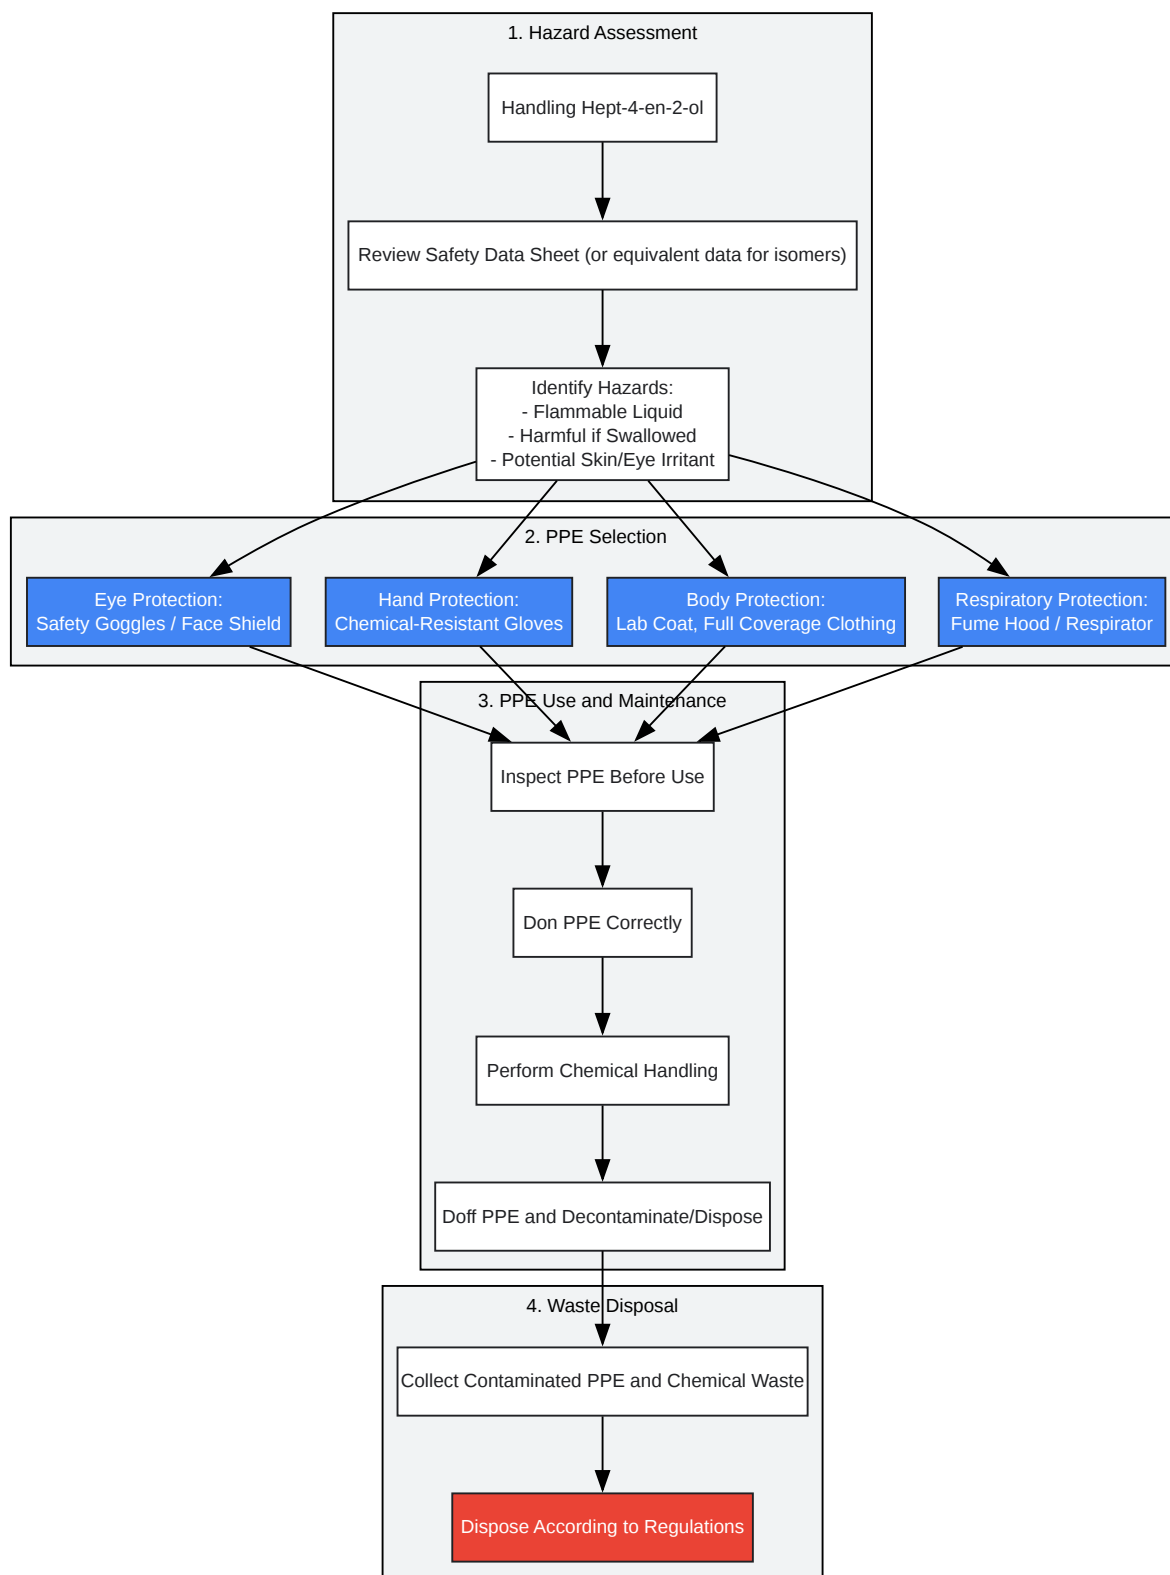 1. Hazard Assessment
Handling Hept-4-en-2-ol
Review Safety Data Sheet (or equivalent data for isomers)
Identify Hazards:
- Flammable Liquid
- Harmful if Swallowed
- Potential Skin/Eye Irritant
2. PPE Selection
Eye Protection:
Safety Goggles / Face Shield
Hand Protection:
Chemical-Resistant Gloves
Body Protection:
Lab Coat, Full Coverage Clothing
Respiratory Protection:
Fume Hood / Respirator
3. PPE Use and Maintenance
Inspect PPE Before Use
Don PPE Correctly
Perform Chemical Handling
Doff PPE and Decontaminate/Dispose
4. Waste Disposal
Collect Contaminated PPE and Chemical Waste
Dispose According to Regulations